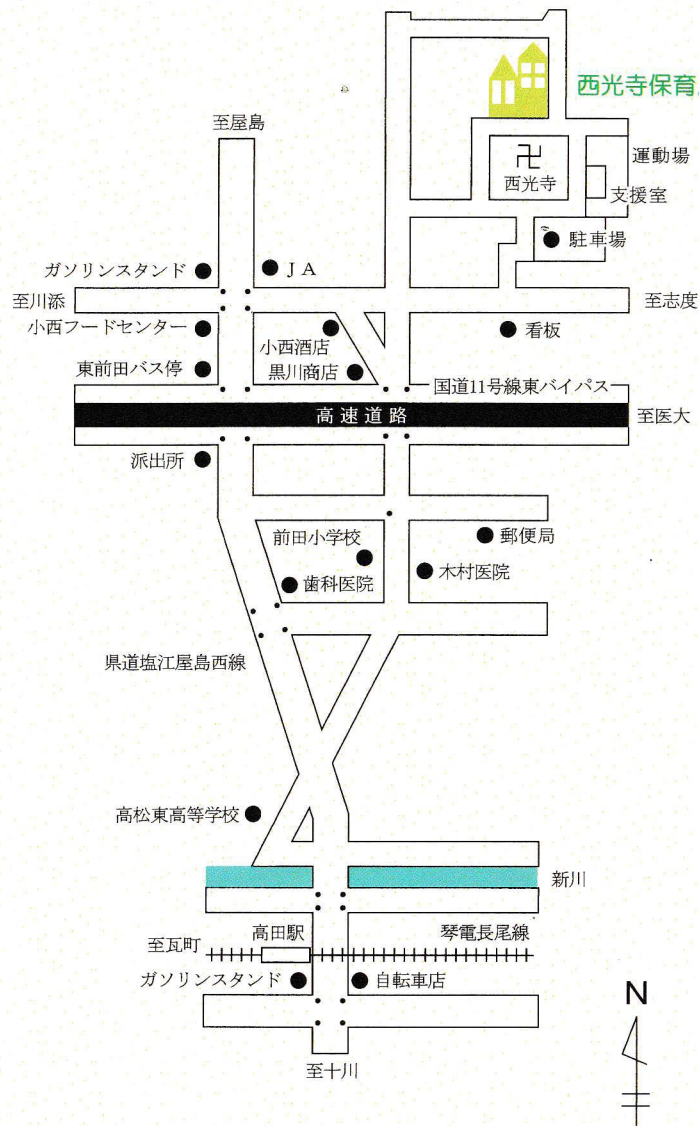 西光寺保育
至屋島
運動場
西光寺
支援室
駐車場
ガソリンスタンド
JA
至川添
至志度
小西フードセンター
小西酒店
看板
東前田バス停
黒川商店
国道11号線東バイパス
高速道路
至医大
派出所
前田小学校
郵便局
歯科医院
木村医院
県道塩江屋島西線
高松東高等学校
新川
高田駅
琴電長尾線
至瓦町
ガソリンスタンド
自転車店
至十川
N